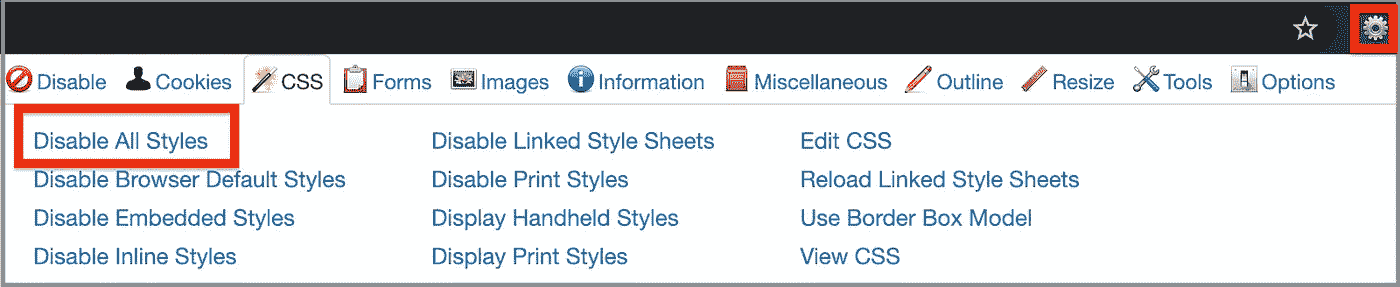 Disable Cookies CSS Forms Images Information Miscellaneous Outline Resize Tools Options
Disable All Styles Disable Linked Style Sheets Edit CSS
Disable Browser Default Styles Disable Print Styles Reload Linked Style Sheets
Disable Embedded Styles Display Handheld Styles Use Border Box Model
Disable Inline Styles Display Print Styles View CSS